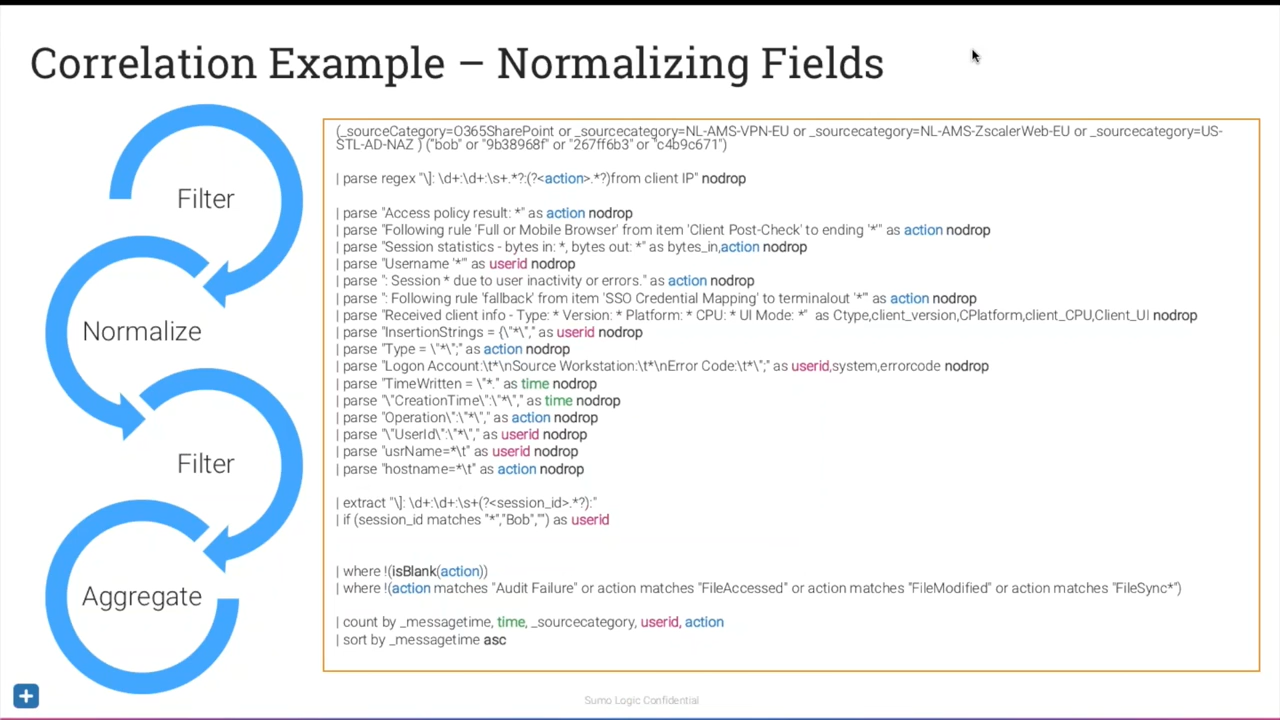 Correlation Example – Normalizing Fields
Filter
Normalize
Filter
Aggregate
(_sourceCategory=O365SharePoint or _sourcecategory=NL-AMS-VPN-EU or _sourcecategory=NL-AMS-ZscalerWeb-EU or _sourcecategory=US-
STL-AD-NAZ ) ("bob" or "9b38968f" or "267ff6b3" or "c4b9c671")
| parse regex "\]: \d+:\d+:\s+.*?:(?<action>.*?)from client IP" nodrop
| parse "Access policy result: *" as action nodrop
| parse "Following rule 'Full or Mobile Browser' from item 'Client Post-Check' to ending '*'" as action nodrop
| parse "Session statistics - bytes in: *, bytes out: *" as bytes_in,action nodrop
| parse "Username '*'" as userid nodrop
| parse ": Session * due to user inactivity or errors." as action nodrop
| parse ": Following rule 'fallback' from item 'SSO Credential Mapping' to terminalout '*'" as action nodrop
| parse "Received client info - Type: * Version: * Platform: * CPU: * UI Mode: *"  as Ctype,client_version,CPlatform,client_CPU,Client_UI nodrop
| parse "InsertionStrings = {\"*\"," as userid nodrop
| parse "Type = \"*\";" as action nodrop
| parse "Logon Account:\t*\nSource Workstation:\t*\nError Code:\t*\";" as userid,system,errorcode nodrop
| parse "TimeWritten = \"*." as time nodrop
| parse "\"CreationTime\":\"*\"," as time nodrop
| parse "Operation\":\"*\"," as action nodrop
| parse "\"UserId\":\"*\"," as userid nodrop
| parse "usrName=*\t" as userid nodrop
| parse "hostname=*\t" as action nodrop
| extract "\]: \d+:\d+:\s+(?<session_id>.*?):"
| if (session_id matches "*","Bob","") as userid
| where !(isBlank(action))
| where !(action matches "Audit Failure" or action matches "FileAccessed" or action matches "FileModified" or action matches "FileSync*")
| count by _messagetime, time, _sourcecategory, userid, action
| sort by _messagetime asc
Sumo Logic Confidential